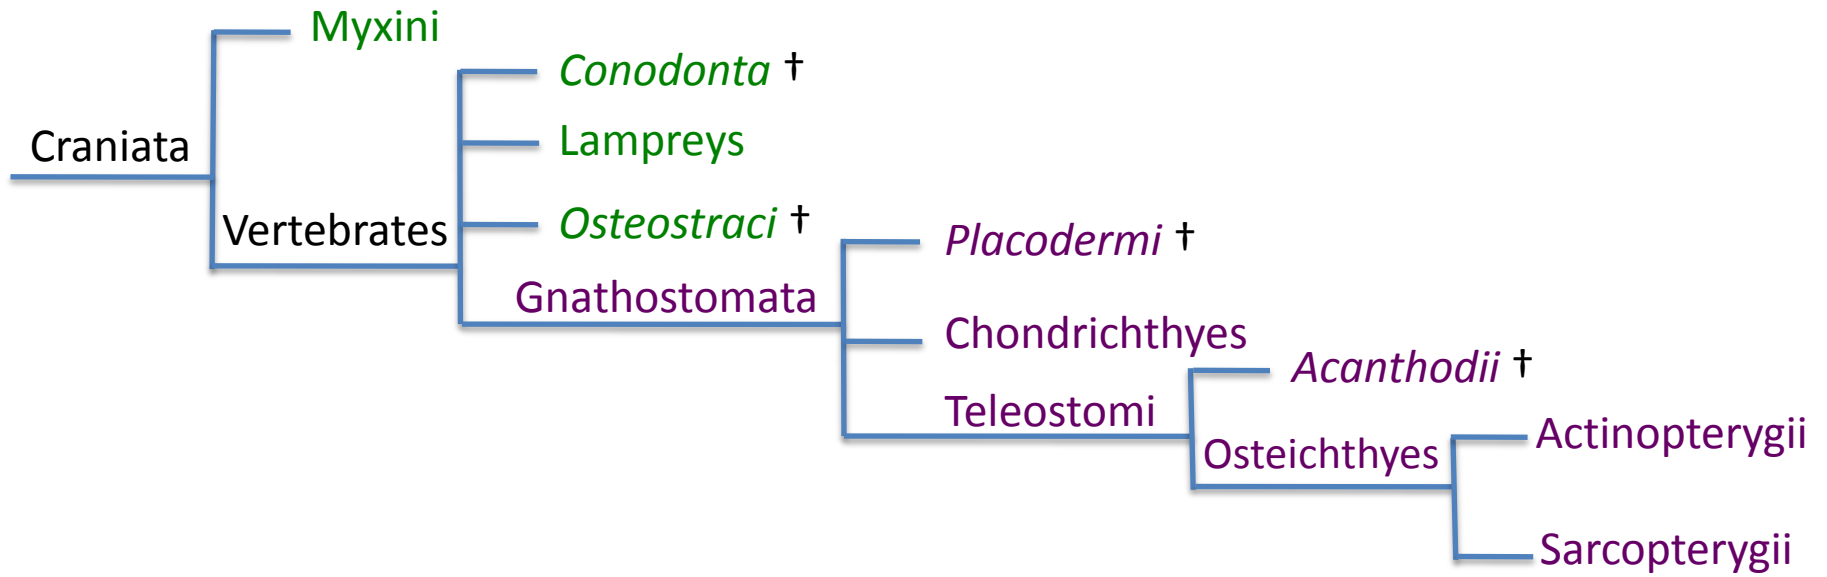 Myxini
Conodonta †
Craniata
Lampreys
Vertebrates
Osteostraci †
Placodermi †
Gnathostomata
Chondrichthyes
Acanthodii †
Teleostomi
Actinopterygii
Osteichthyes
Sarcopterygii